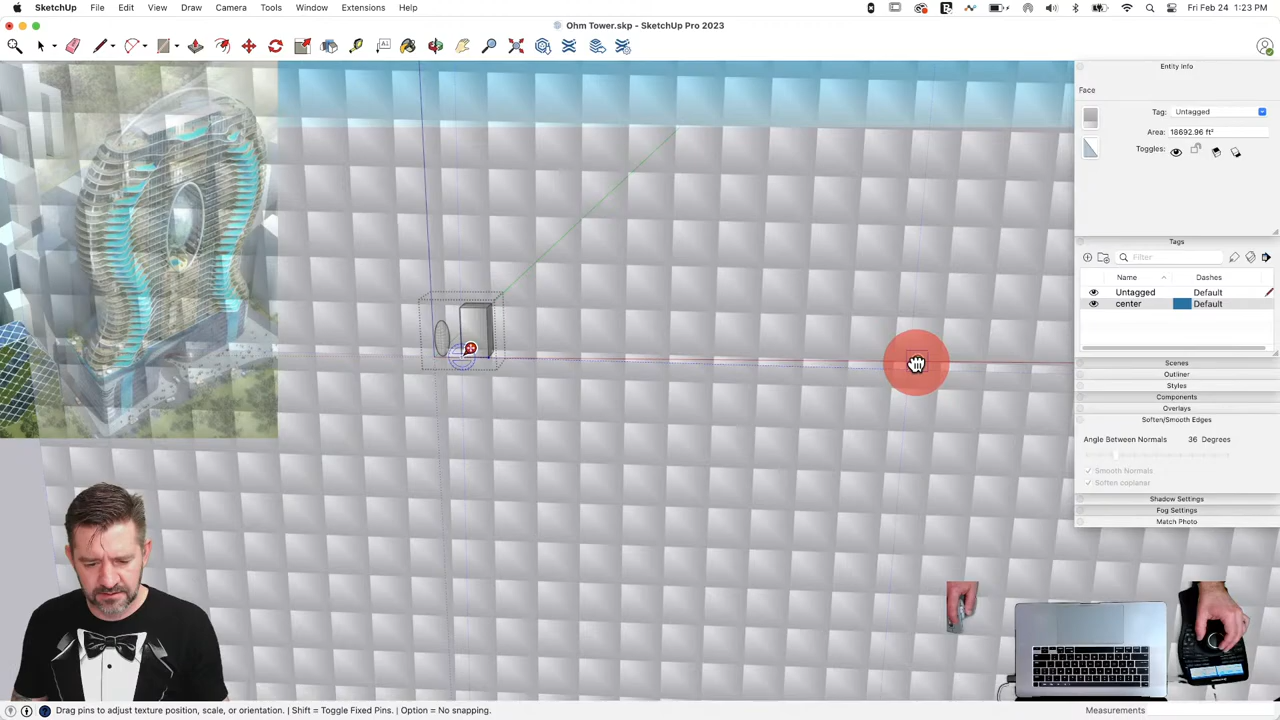 SketchUp File Edit View Draw Camera Tools Window Extensions Help Fri Feb 24 1:23 PM
Ohm Tower.skp - SketchUp Pro 2023
Entity Info
Face
Tag: Untagged
Area: 18692.96 ft²
Toggles:
Tags
Filter
Name Dashes
Untagged Default
center Default
Scenes
Outliner
Styles
Components
Overlays
Soften/Smooth Edges
Angle Between Normals 36 Degrees
Smooth Normals
Soften coplanar
Shadow Settings
Fog Settings
Match Photo
Drag pins to adjust texture position, scale, or orientation. | Shift = Toggle Fixed Pins. | Option = No snapping. Measurements